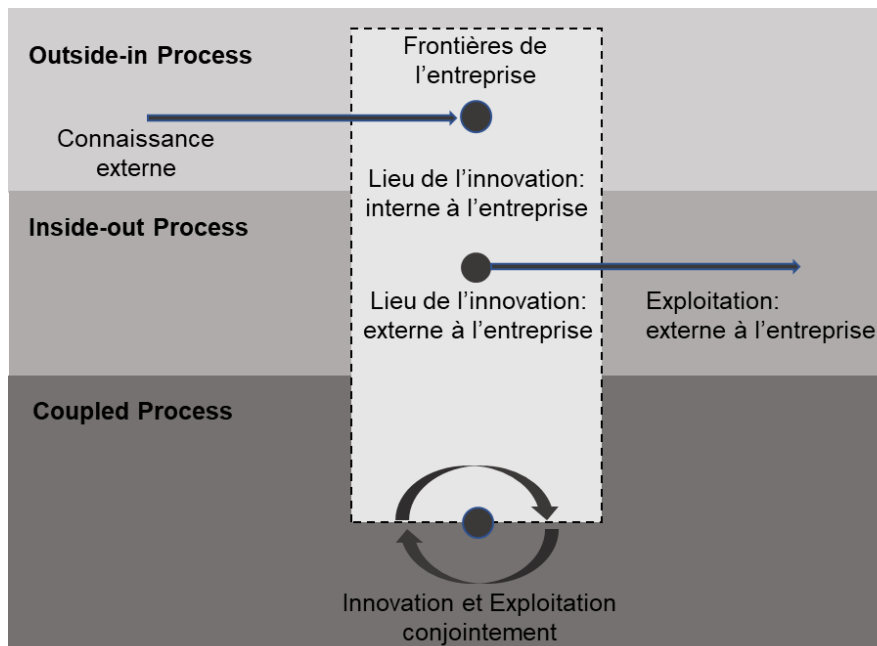 Outside-in Process
Frontières de
l’entreprise
Connaissance
externe
Lieu de l’innovation:
interne à l’entreprise
Inside-out Process
Lieu de l’innovation:
externe à l’entreprise
Exploitation:
externe à l’entreprise
Coupled Process
Innovation et Exploitation
conjointement